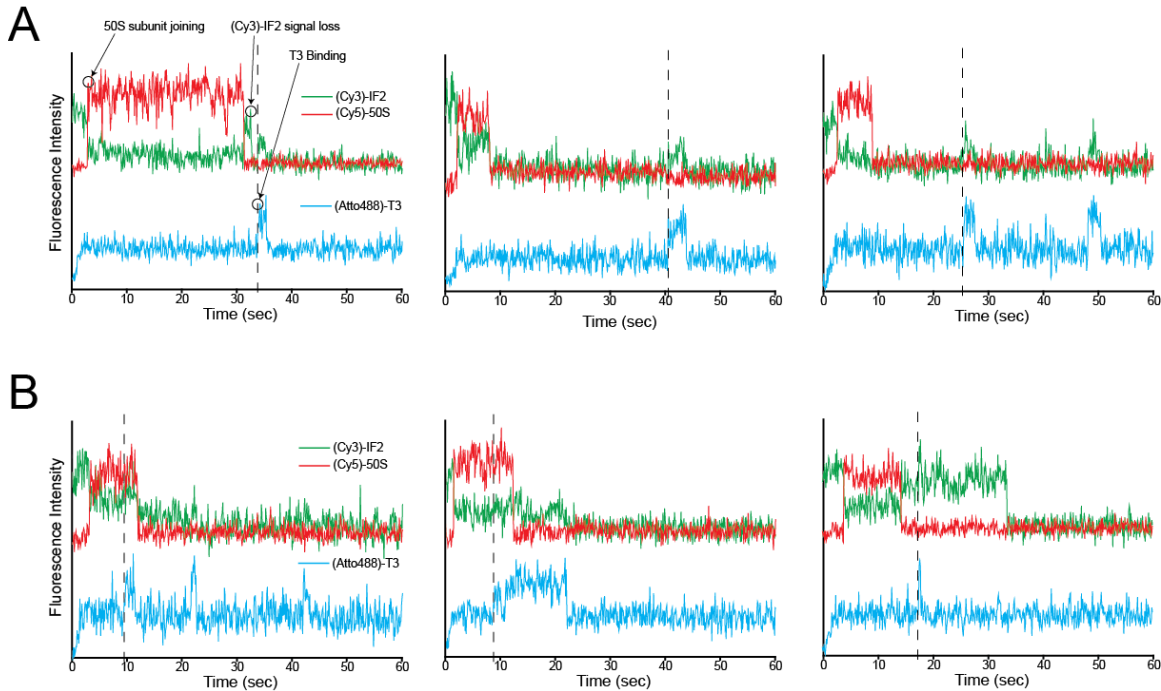 A
50S subunit joining
(Cy3)-IF2 signal loss
T3 Binding
Fluorescence Intensity
(Cy3)-IF2
(Cy5)-50S
(Atto488)-T3
0 10 20 30 40 50 60
Time (sec)
0 10 20 30 40 50 60
Time (sec)
0 10 20 30 40 50 60
Time (sec)
B
Fluorescence Intensity
(Cy3)-IF2
(Cy5)-50S
(Atto488)-T3
0 10 20 30 40 50 60
Time (sec)
0 10 20 30 40 50 60
Time (sec)
0 10 20 30 40 50 60
Time (sec)